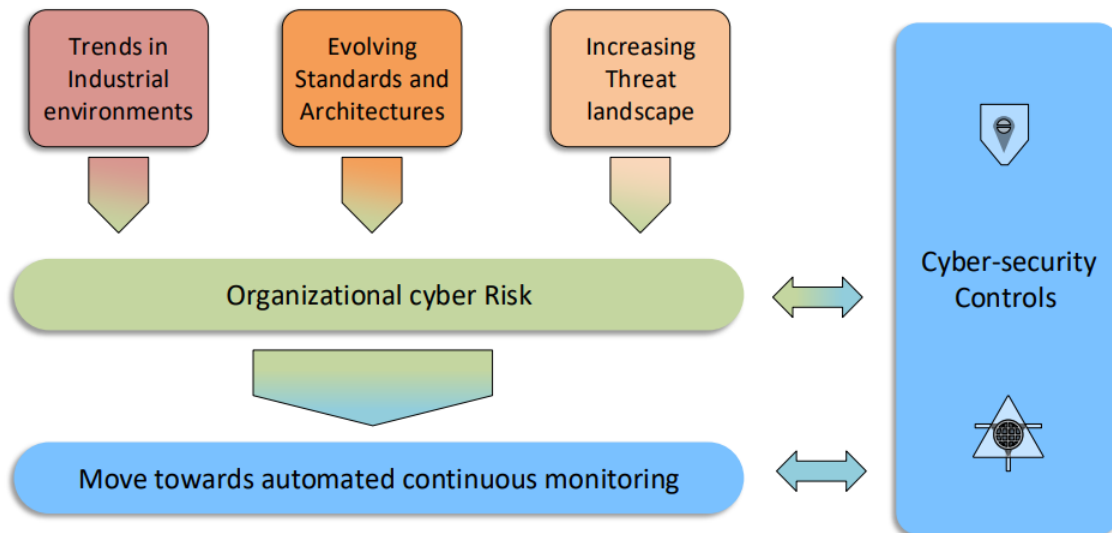 Trends in
Industrial
environments
Evolving
Standards and
Architectures
Increasing
Threat
landscape
Organizational cyber Risk
Move towards automated continuous monitoring
Cyber-security
Controls